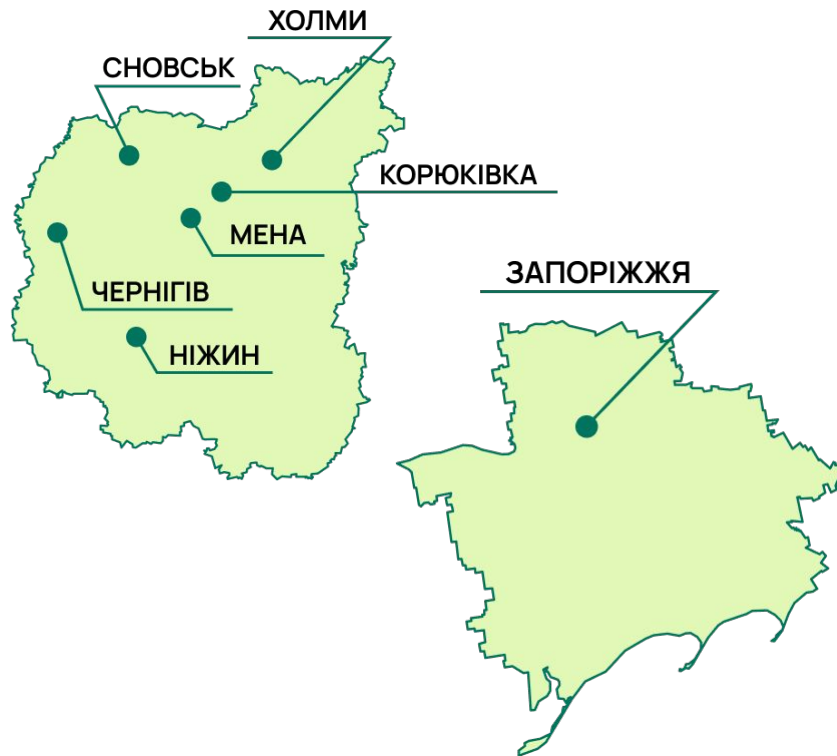 ХОЛМИ
СНОВСЬК
КОРЮКІВКА
МЕНА
ЗАПОРІЖЖЯ
ЧЕРНІГІВ
НІЖИН